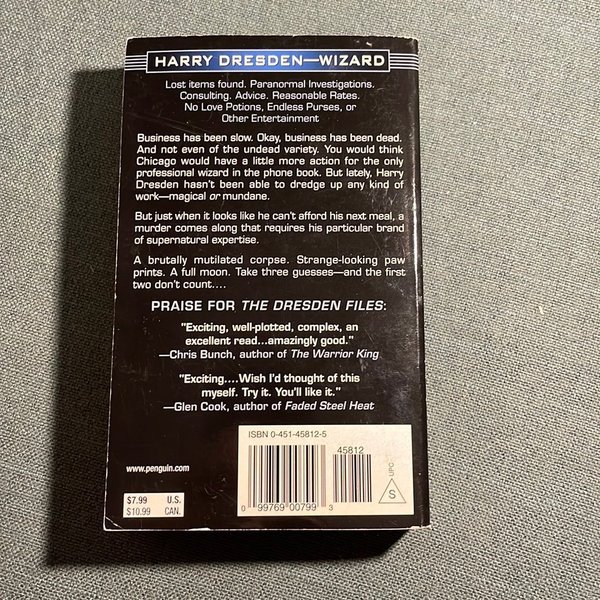 HARRY DRESDEN—WIZARD
Lost items found. Paranormal Investigations.
Consulting. Advice. Reasonable Rates.
No Love Potions, Endless Purses, or
Other Entertainment
Business has been slow. Okay, business has been dead.
And not even of the undead variety. You would think
Chicago would have a little more action for the only
professional wizard in the phone book. But lately, Harry
Dresden hasn't been able to dredge up any kind of
work—magical or mundane.
But just when it looks like he can't afford his next meal, a
murder comes along that requires his particular brand
of supernatural expertise.
A brutally mutilated corpse. Strange-looking paw
prints. A full moon. Take three guesses—and the first
two don't count....
PRAISE FOR THE DRESDEN FILES:
"Exciting, well-plotted, complex, an
excellent read...amazingly good."
—Chris Bunch, author of The Warrior King
"Exciting....Wish I'd thought of this
myself. Try it. You'll like it."
—Glen Cook, author of Faded Steel Heat
ISBN 0-451-45812-5
45812
UPC
S
www.penguin.com
$7.99 U.S.
$10.99 CAN.
0 99769 00799 3